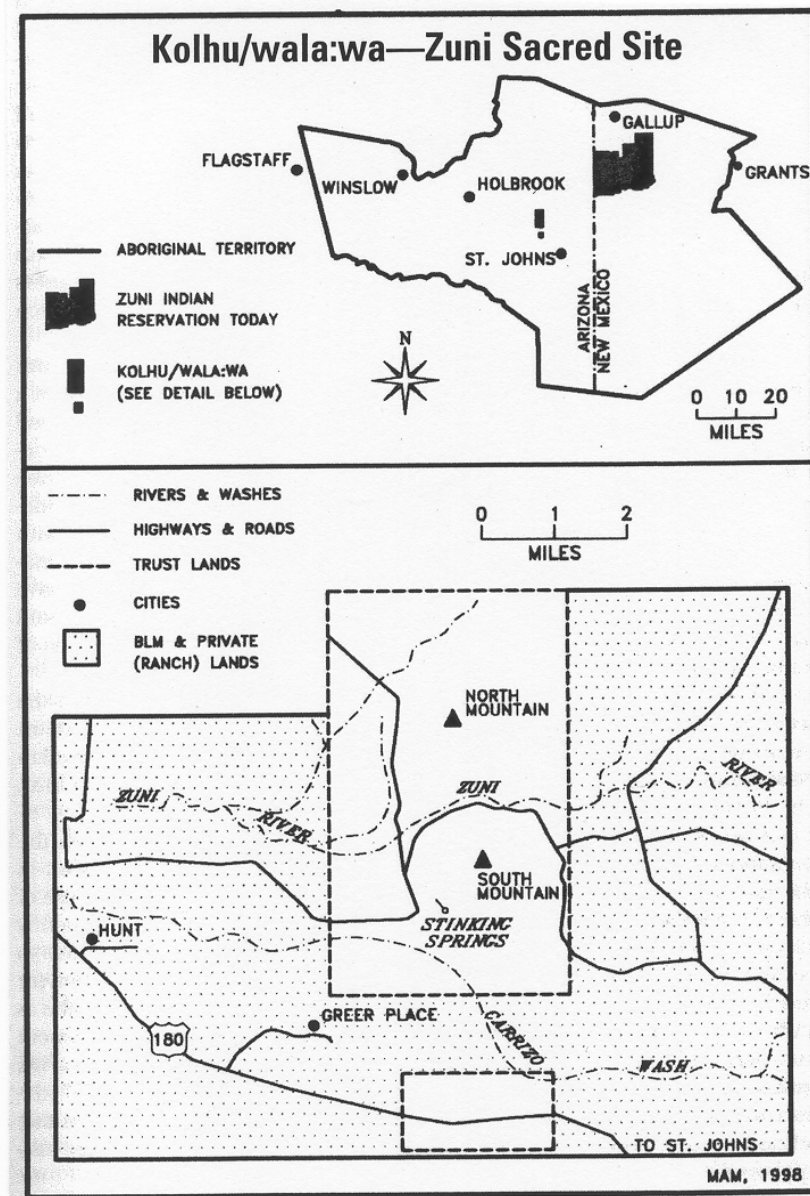 Kolhu/wala:wa—Zuni Sacred Site
GALLUP
FLAGSTAFF
GRANTS
WINSLOW
HOLBROOK
ST. JOHNS
ABORIGINAL TERRITORY
ZUNI INDIAN
RESERVATION TODAY
ARIZONA
NEW MEXICO
N
KOLHU/WALA:WA
(SEE DETAIL BELOW)
0 10 20
MILES
RIVERS & WASHES
HIGHWAYS & ROADS
TRUST LANDS
CITIES
BLM & PRIVATE
(RANCH) LANDS
0 1 2
MILES
NORTH
MOUNTAIN
ZUNI
RIVER
ZUNI
RIVER
SOUTH
MOUNTAIN
STINKING
SPRINGS
HUNT
GREER PLACE
180
CARRIZO
WASH
TO ST. JOHNS
MAM, 1998